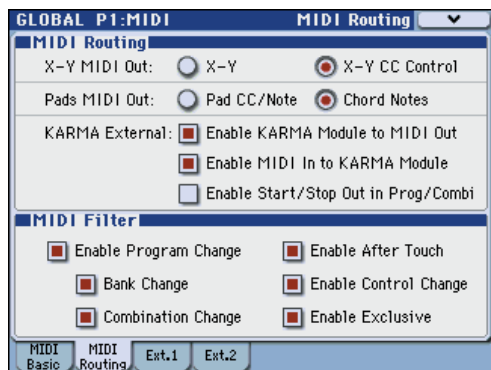 GLOBAL P1:MIDI MIDI Routing
MIDI Routing
X-Y MIDI Out: X-Y X-Y CC Control
Pads MIDI Out: Pad CC/Note Chord Notes
KARMA External: Enable KARMA Module to MIDI Out
Enable MIDI In to KARMA Module
Enable Start/Stop Out in Prog/Combi
MIDI Filter
Enable Program Change Enable After Touch
Bank Change Enable Control Change
Combination Change Enable Exclusive
MIDI Basic MIDI Routing Ext.1 Ext.2